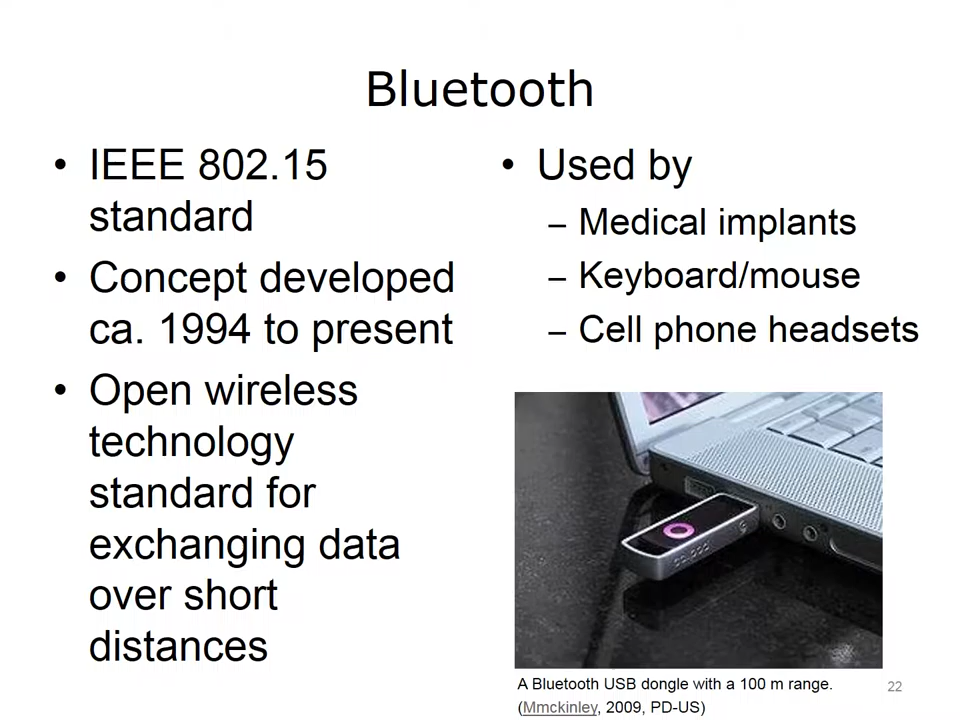 Bluetooth
• IEEE 802.15
standard
• Concept developed
ca. 1994 to present
• Open wireless
technology
standard for
exchanging data
over short
distances
• Used by
– Medical implants
– Keyboard/mouse
– Cell phone headsets
A Bluetooth USB dongle with a 100 m range.
(Mmckinley, 2009, PD-US)
22